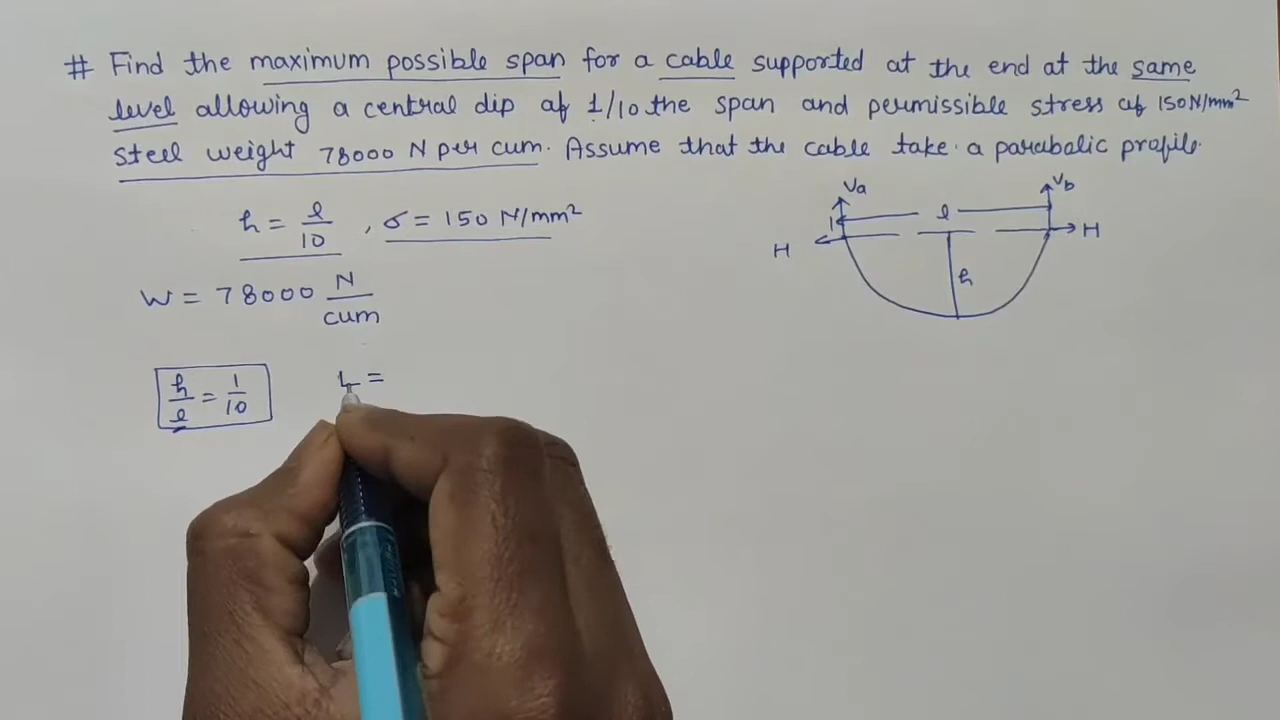 # Find the maximum possible span for a cable supported at the end at the same
level allowing a central dip of 1/10 the span and permissible stress of 150N/mm²
Steel weight 78000 N per cum. Assume that the cable take a parabolic profile.
h = l/10, σ = 150 N/mm²
W = 78000 N/cum
h/l = 1/10
L =
Va
Vb
l
H
H
h